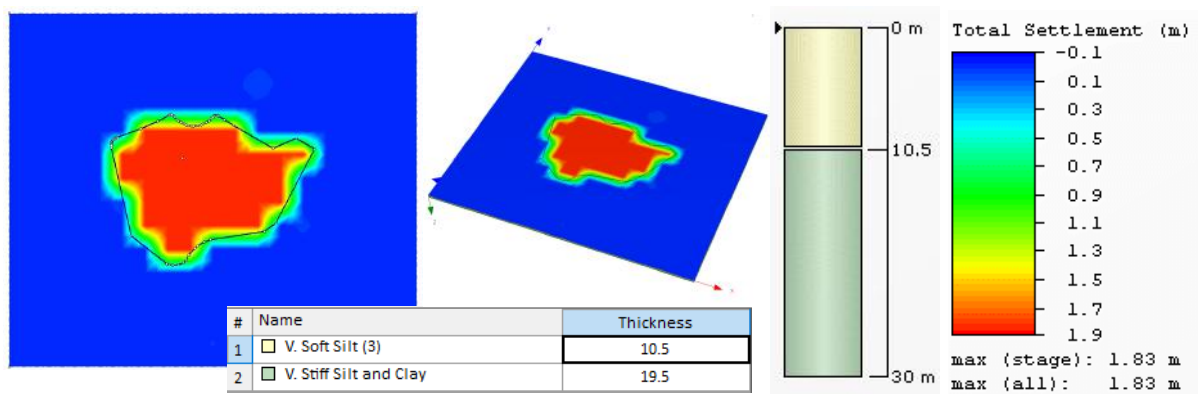 0 m
10.5
30 m
Total Settlement (m)
-0.1
0.1
0.3
0.5
0.7
0.9
1.1
1.3
1.5
1.7
1.9
max (stage): 1.83 m
max (all): 1.83 m
# Name Thickness
1 V. Soft Silt (3) 10.5
2 V. Stiff Silt and Clay 19.5